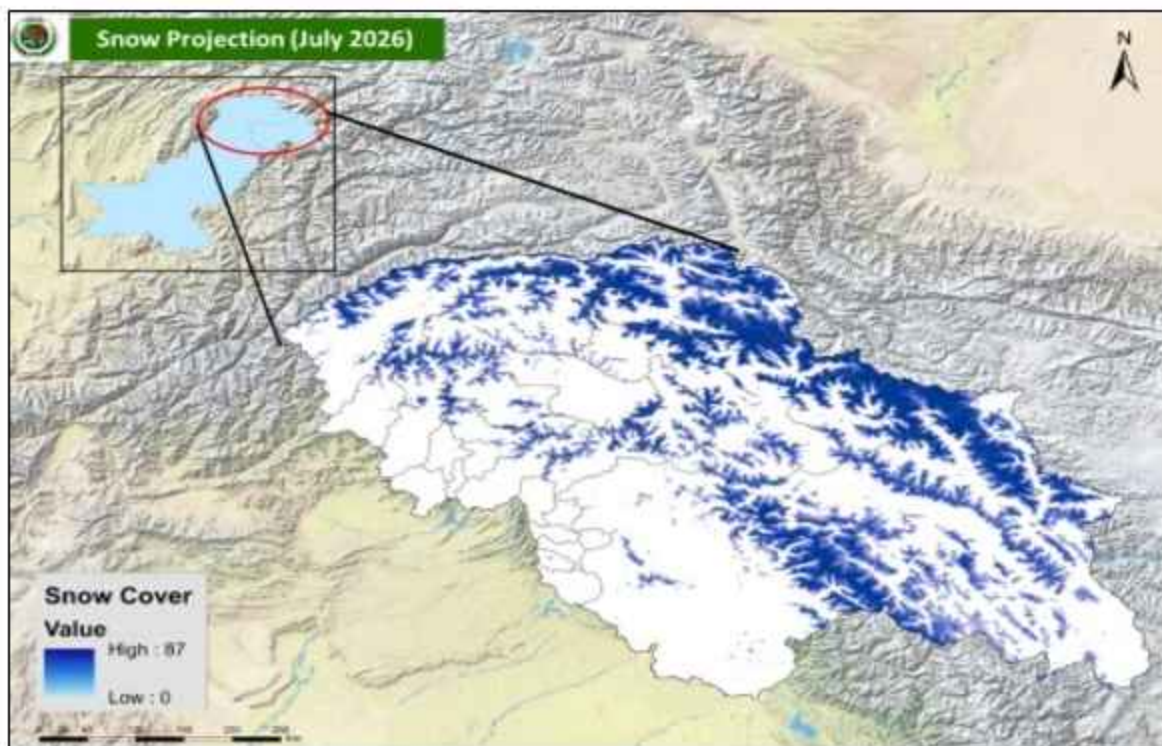 Snow Projection (July 2026)
N
Snow Cover
Value
High : 87
Low : 0